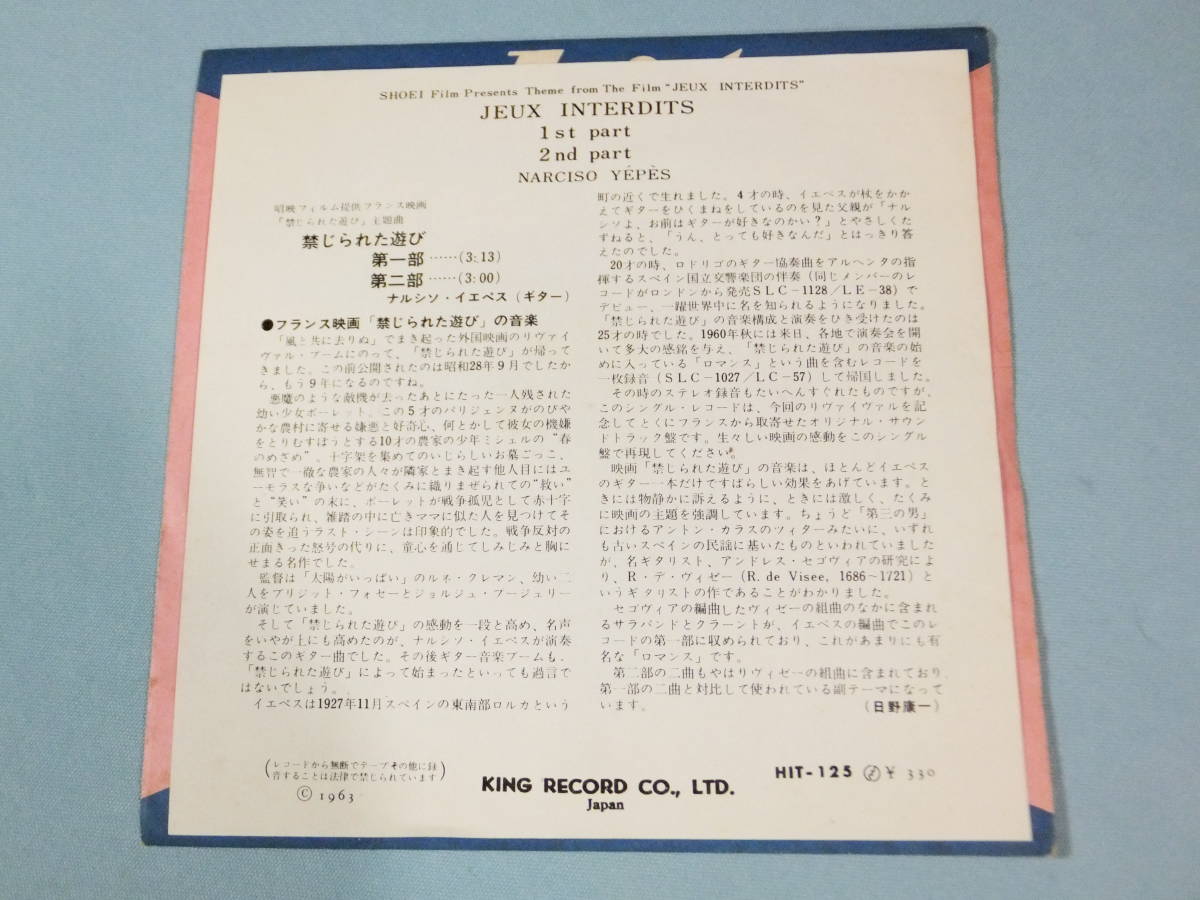 SHOEI Film Presents Theme from The Film "JEUX INTERDITS"
JEUX INTERDITS
1st part
2nd part
NARCISO YÉPÈS
昭映フィルム提供フランス映画
「禁じられた遊び」主題曲
禁じられた遊び
第一部……(3:13)
第二部……(3:00)
ナルシソ・イエペス(ギター)
●フランス映画「禁じられた遊び」の音楽
「風と共に去りぬ」でまき起った外国映画のリヴァイ
ヴァル・ブームにのって、「禁じられた遊び」が帰って
きました。この前公開されたのは昭和28年9月でしたか
ら、もう9年になるのですね。
悪魔のような敵機が去ったあとにたった一人残された
幼い少女ポーレット。この5才のパリジェンヌがのびや
かな農村に寄せる嫌悪と好奇心、何とかして彼女の機嫌
をとりむすぼうとする10才の農家の少年ミシェルの“春
のめざめ”。十字架を集めてのいじらしいお墓ごっこ、
無智で一徹な農家の人々が隣家とまき起す他人目にはユ
ーモラスな争いなどがたくみに織りまぜられての“救い”
と“笑い”の末に、ポーレットが戦争孤児として赤十字
に引取られ、雑踏の中に亡きママに似た人を見つけてそ
の姿を追うラスト・シーンは印象的でした。戦争反対の
正面きった怒号の代りに、童心を通じてしみじみと胸に
せまる名作でした。
監督は「太陽がいっぱい」のルネ・クレマン、幼い二
人をブリジット・フォセーとジョルジュ・プージュリー
が演じていました。
そして「禁じられた遊び」の感動を一段と高め、名声
をいやが上にも高めたのが、ナルシソ・イエペスが演奏
するこのギター曲でした。その後ギター音楽ブームも、
「禁じられた遊び」によって始まったといっても過言で
はないでしょう。
イエペスは1927年11月スペインの東南部ロルカという
町の近くで生れました。4才の時、イエペスが杖をかか
えてギターをひくまねをしているのを見た父親が「ナル
シソよ、お前はギターが好きなのかい?」とやさしくた
ずねると、「うん、とっても好きなんだ」とはっきり答
えたのでした。
20才の時、ロドリゴのギター協奏曲をアルヘンタの指
揮するスペイン国立交響楽団の伴奏(同じメンバーのレ
コードがロンドンから発売SLC-1128/LE-38)で
デビュー、一躍世界中に名を知られるようになりました。
「禁じられた遊び」の音楽構成と演奏をひき受けたのは
25才の時でした。1960年秋には来日、各地で演奏会を開
いて多大の感銘を与え、「禁じられた遊び」の音楽の始
めに入っている「ロマンス」という曲を含むレコードを
一枚録音(SLC-1027/LC-57)して帰国しました。
その時のステレオ録音もたいへんすぐれたものですが、
このシングル・レコードは、今回のリヴァイヴァルを記
念してとくにフランスから取寄せたオリジナル・サウン
ドトラック盤です。生々しい映画の感動をこのシングル
盤で再現してください。
映画「禁じられた遊び」の音楽は、ほとんどイエペス
のギター一本だけですばらしい効果をあげています。と
きには物静かに訴えるように、ときには激しく、たくみ
に映画の主題を強調しています。ちょうど「第三の男」
におけるアントン・カラスのツィターみたいに、いずれ
も古いスペインの民謡に基いたものといわれていました
が、名ギタリスト、アンドレス・セゴヴィアの研究によ
り、R・デ・ヴィゼー(R. de Visee, 1686~1721)と
いうギタリストの作であることがわかりました。
セゴヴィアの編曲したヴィゼーの組曲のなかに含まれ
るサラバンドとクラーントが、イエペスの編曲でこのレ
コードの第一部に収められており、これがあまりにも有
名な「ロマンス」です。
第二部の二曲もやはりヴィゼーの組曲に含まれており、
第一部の二曲と対比して使われている副テーマになって
います。(日野康一)
(レコードから無断でテープその他に録
音することは法律で禁じられています)
Ⓒ 1963
KING RECORD CO., LTD.
Japan
HIT-125 ¥ 330